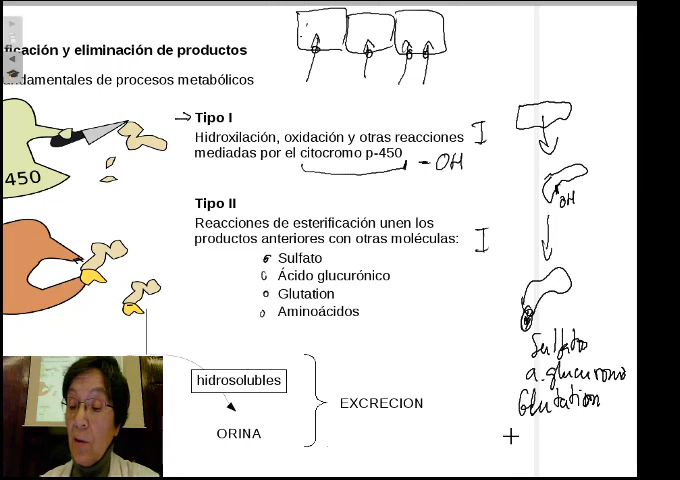 ficación y eliminación de productos
undamentales de procesos metabólicos
Tipo I
Hidroxilación, oxidación y otras reacciones
mediadas por el citocromo p-450
- OH
I
450
Tipo II
Reacciones de esterificación unen los
productos anteriores con otras moléculas:
I
Sulfato
Ácido glucurónico
Glutation
Aminoácidos
OH
Sulfato
a. glucurono
Glutation
hidrosolubles
ORINA
EXCRECION